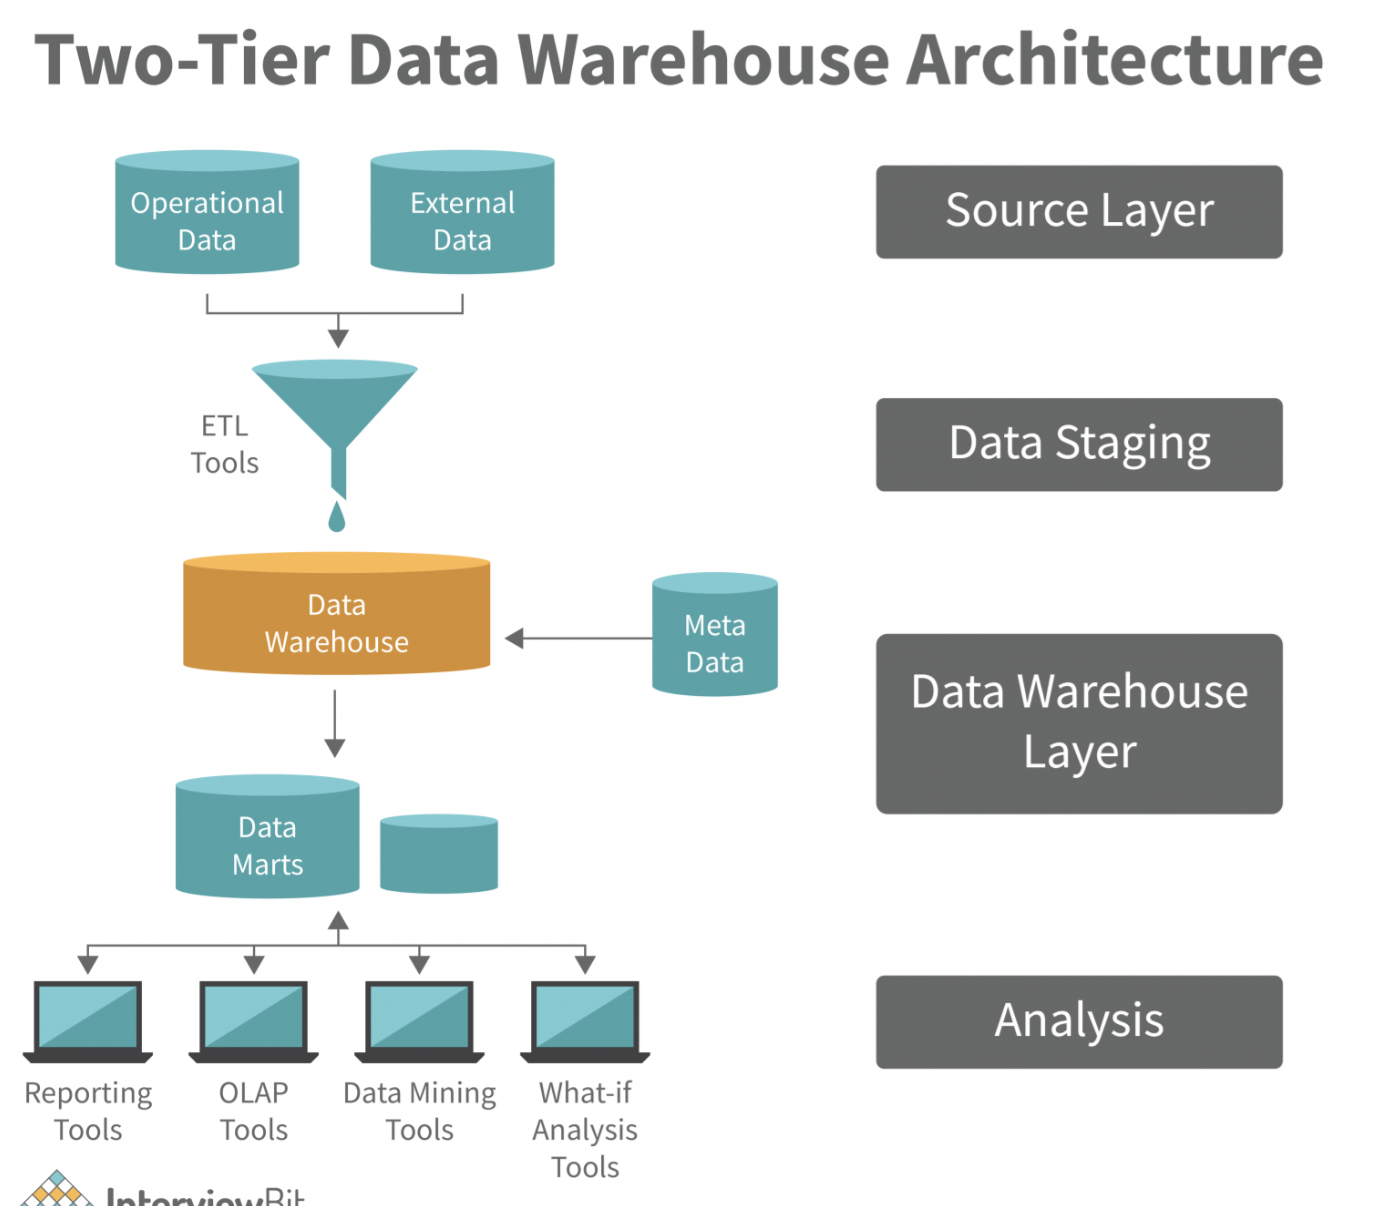 Two-Tier Data Warehouse Architecture
Operational
Data
External
Data
Source Layer
ETL
Tools
Data Staging
Data
Warehouse
Meta
Data
Data Warehouse
Layer
Data
Marts
Analysis
Reporting
Tools
OLAP
Tools
Data Mining
Tools
What-if
Analysis
Tools
InterviewBit